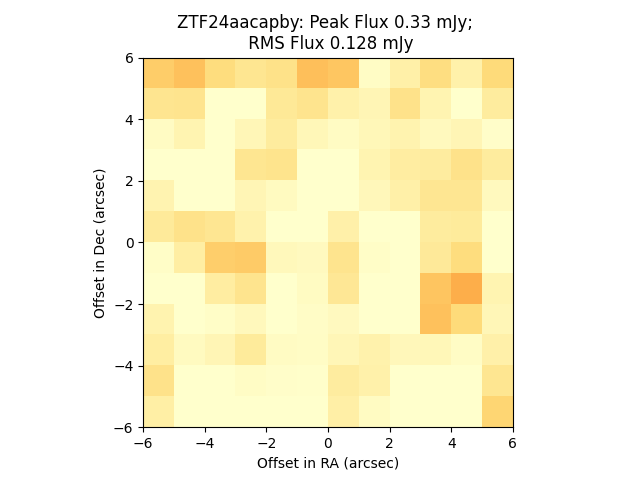 ZTF24aacapby: Peak Flux 0.33 mJy;
RMS Flux 0.128 mJy
6
4
2
0
−2
−4
−6
Offset in Dec (arcsec)
−6 −4 −2 0 2 4 6
Offset in RA (arcsec)